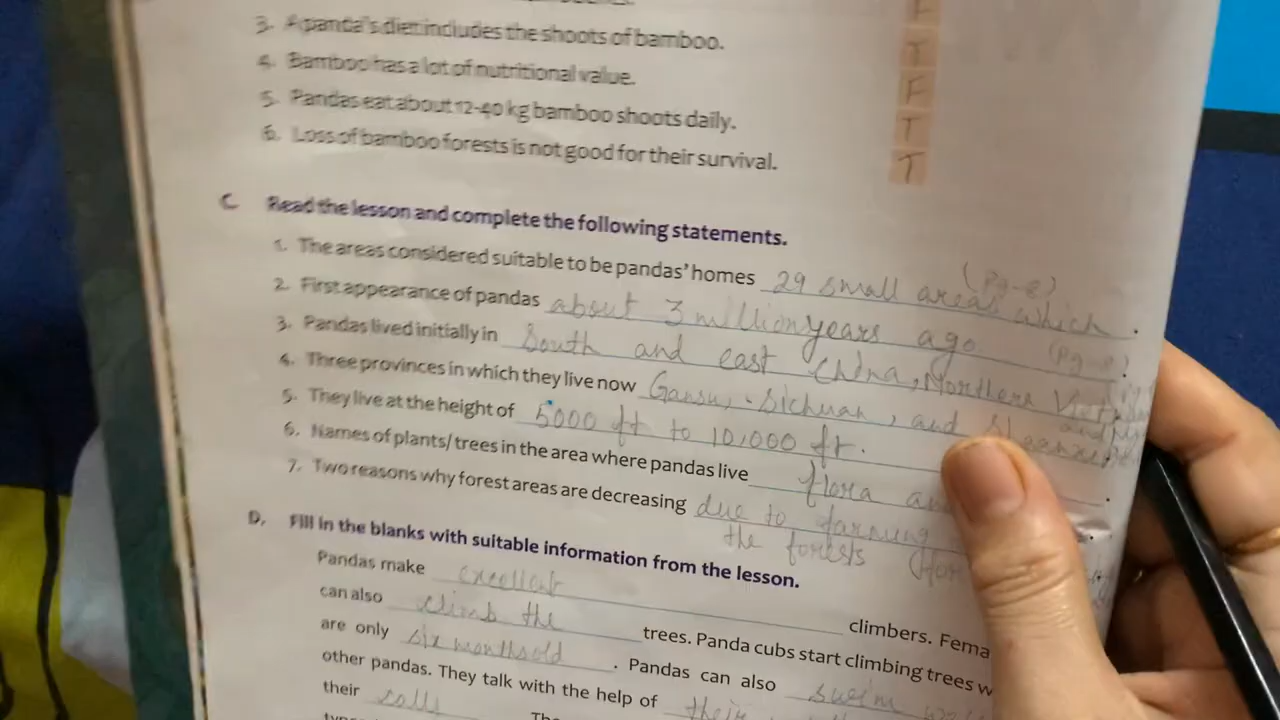 3. A panda's diet includes the shoots of bamboo. T
4. Bamboo has a lot of nutritional value. F
5. Pandas eat about 12-40 kg bamboo shoots daily. T
6. Loss of bamboo forests is not good for their survival. T
C. Read the lesson and complete the following statements.
(Pg-8)
1. The areas considered suitable to be pandas' homes 29 small areas which.
2. First appearance of pandas about 3 million years ago.
3. Pandas lived initially in South and east China, Northern
4. Three provinces in which they live now Gansu, Sichuan, and
5. They live at the height of 5000 ft to 10,000 ft.
6. Names of plants/ trees in the area where pandas live flora
7. Two reasons why forest areas are decreasing due to farming
the forests
D. Fill in the blanks with suitable information from the lesson.
Pandas make excellent climbers. Fema
can also climb the trees. Panda cubs start climbing trees w
are only six months old. Pandas can also swim
other pandas. They talk with the help of their
their calls